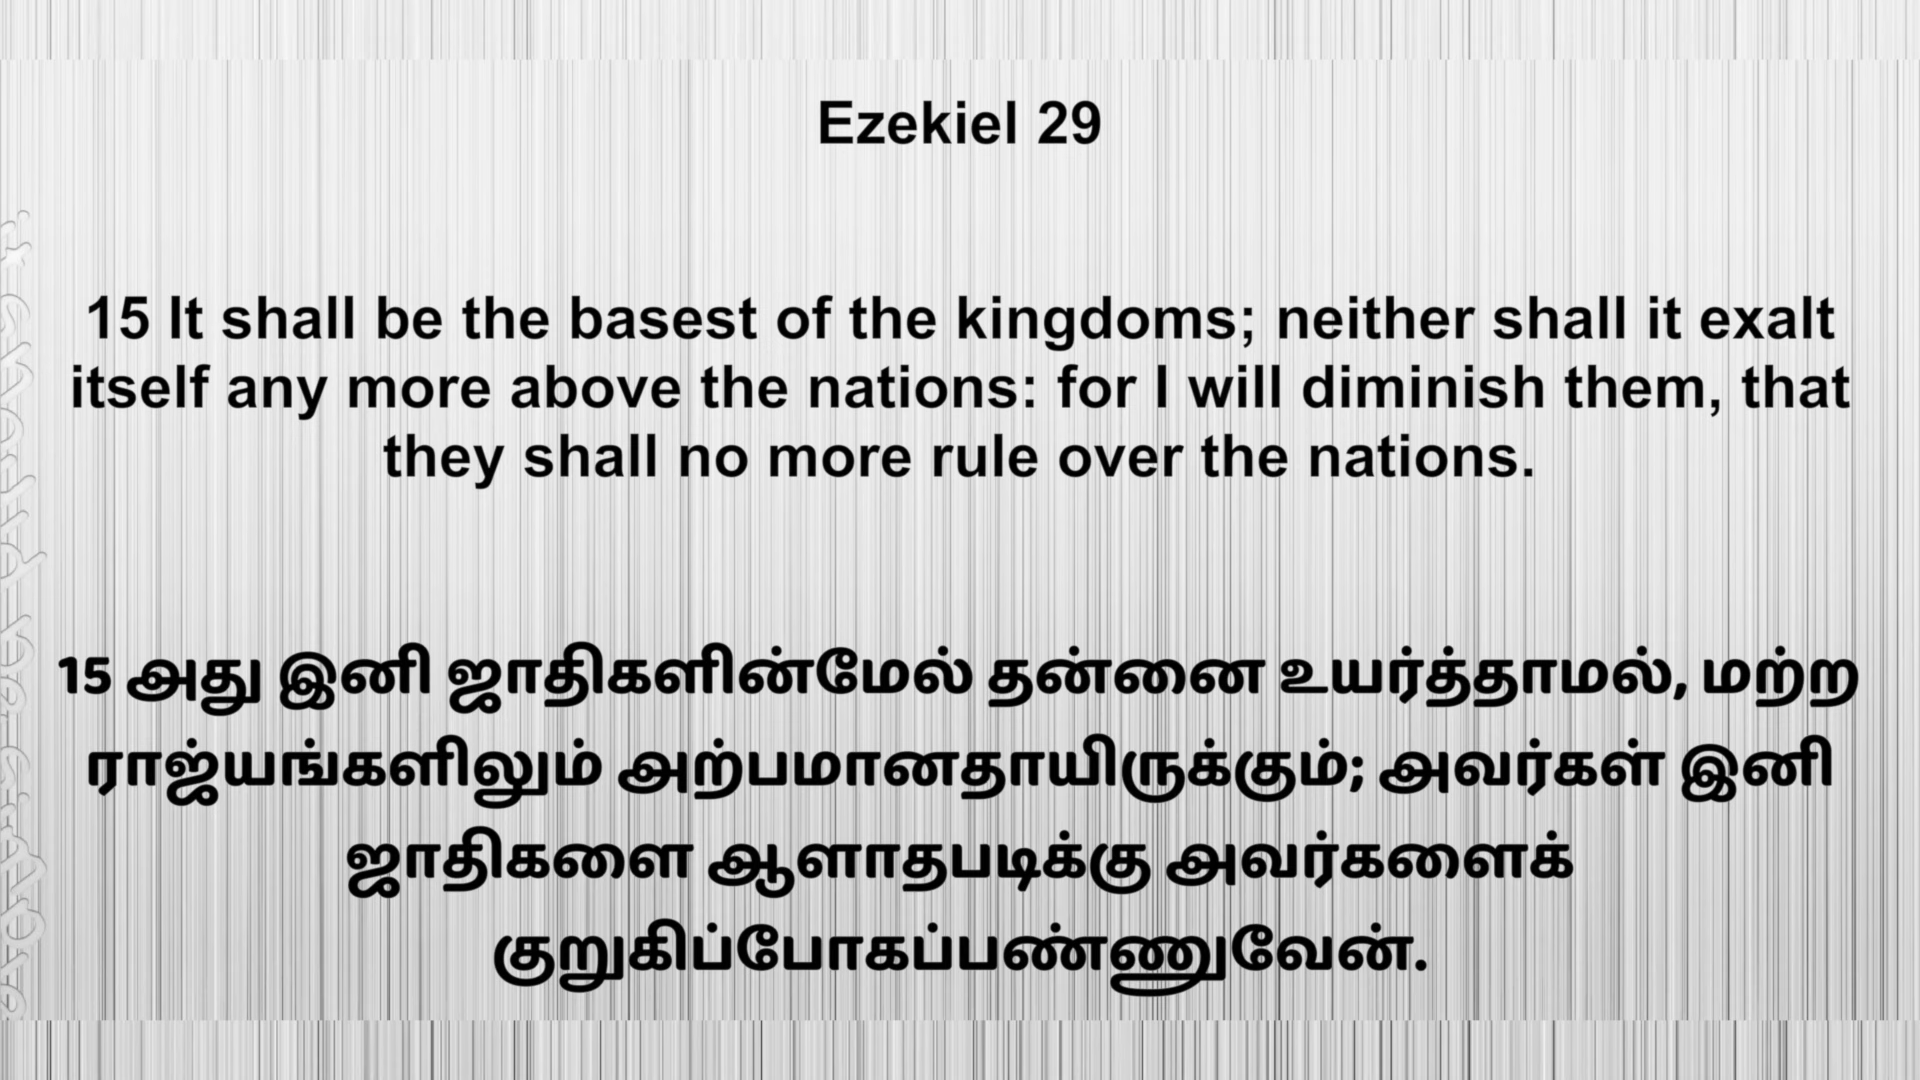 Ezekiel 29
15 It shall be the basest of the kingdoms; neither shall it exalt
itself any more above the nations: for I will diminish them, that
they shall no more rule over the nations.
15 அது இனி ஜாதிகளின்மேல் தன்னை உயர்த்தாமல், மற்ற
ராஜ்யங்களிலும் அற்பமானதாயிருக்கும்; அவர்கள் இனி
ஜாதிகளை ஆளாதபடிக்கு அவர்களைக்
குறுகிப்போகப்பண்ணுவேன்.